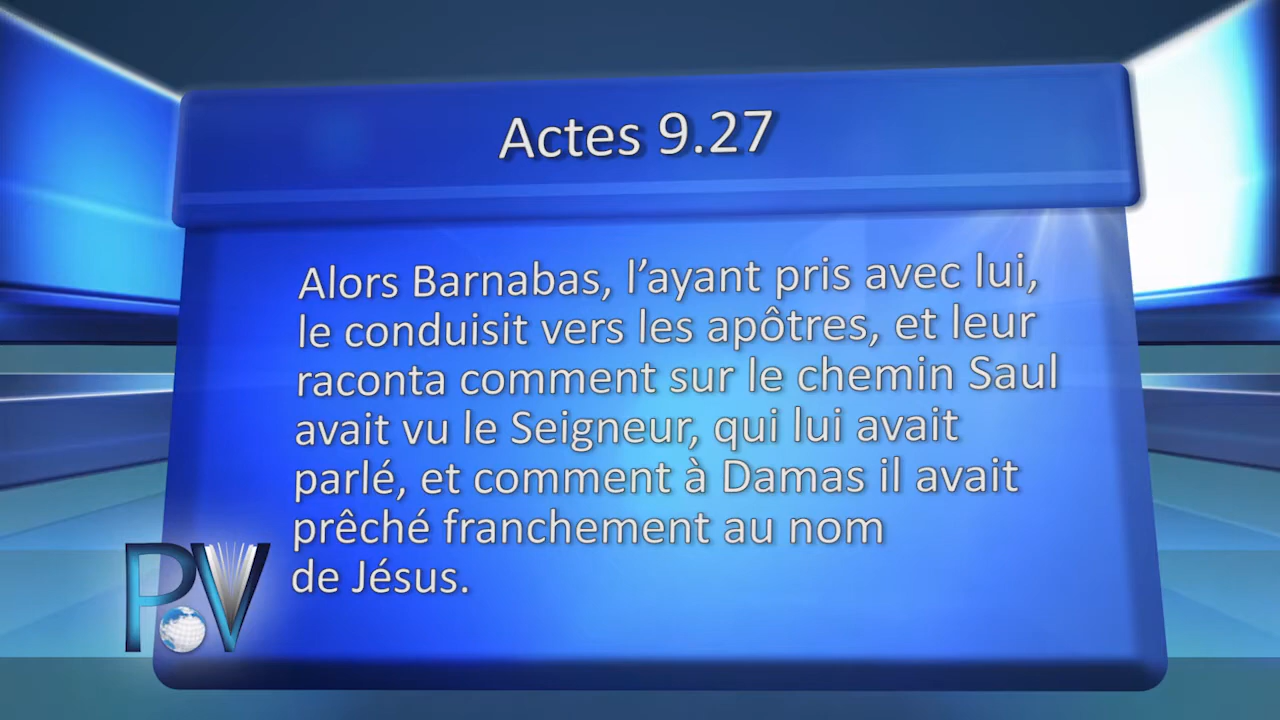 Actes 9.27
Alors Barnabas, l’ayant pris avec lui,
le conduisit vers les apôtres, et leur
raconta comment sur le chemin Saul
avait vu le Seigneur, qui lui avait
parlé, et comment à Damas il avait
prêché franchement au nom
de Jésus.
PV